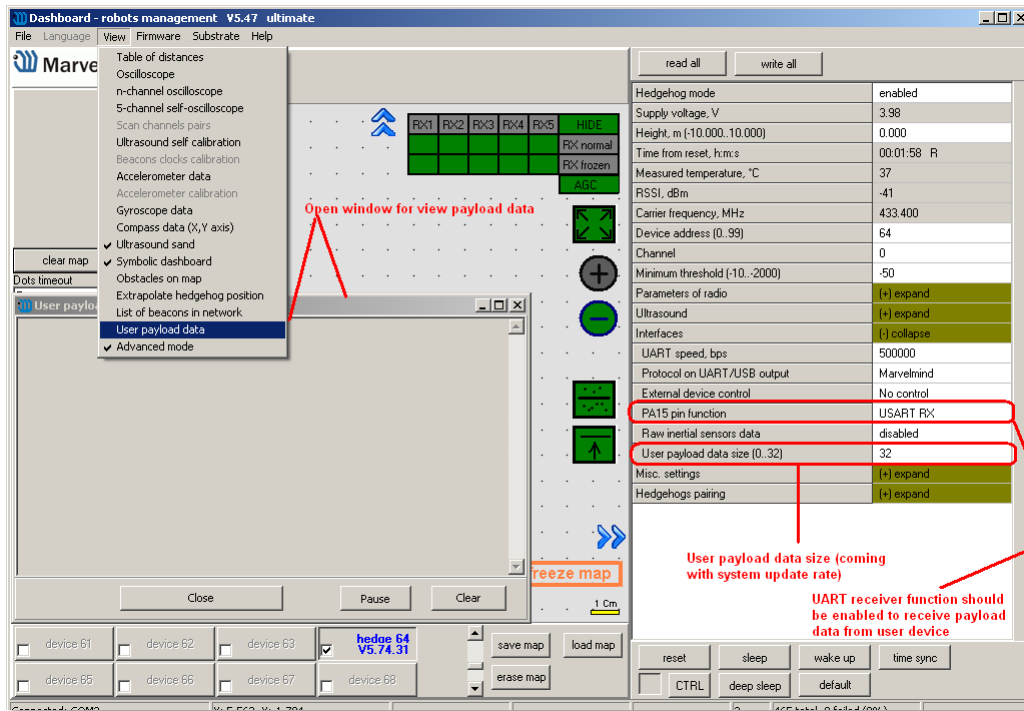 Dashboard - robots management V5.47 ultimate
File Language View Firmware Substrate Help
Marve
Table of distances
Oscilloscope
n-channel oscilloscope
5-channel self-oscilloscope
Scan channels pairs
Ultrasound self calibration
Beacons clocks calibration
Accelerometer data
Accelerometer calibration
Gyroscope data
Compass data (X,Y axis)
Ultrasound sand
Symbolic dashboard
Obstacles on map
Extrapolate hedgehog position
List of beacons in network
User payload data
Advanced mode
clear map
Dots timeout
RX1 RX2 RX3 RX4 RX5 HIDE
RX normal
RX frozen
AGC
Open window for view payload data
User paylo
Close Pause Clear
freeze map
1 Cm
device 61 device 62 device 63 hedge 64
V5.74.31
device 65 device 66 device 67 device 68
save map load map
erase map
read all write all
Hedgehog mode enabled
Supply voltage, V 3.98
Height, m (-10.000..10.000) 0.000
Time from reset, h:m:s 00:01:58 R
Measured temperature, °C 37
RSSI, dBm -41
Carrier frequency, MHz 433.400
Device address (0..99) 64
Channel 0
Minimum threshold (-10..-2000) -50
Parameters of radio (+) expand
Ultrasound (+) expand
Interfaces (-) collapse
UART speed, bps 500000
Protocol on UART/USB output Marvelmind
External device control No control
PA15 pin function USART RX
Raw inertial sensors data disabled
User payload data size (0..32) 32
Misc. settings (+) expand
Hedgehogs pairing (+) expand
User payload data size (coming
with system update rate)
UART receiver function should
be enabled to receive payload
data from user device
reset sleep wake up time sync
CTRL deep sleep default